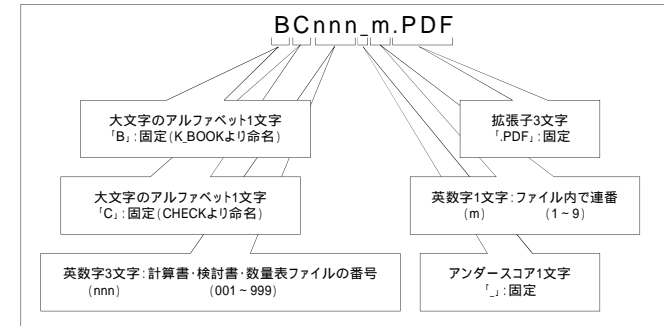 BCnnn_m.PDF
大文字のアルファベット1文字
「B」:固定(K_BOOKより命名)
拡張子3文字
「.PDF」:固定
大文字のアルファベット1文字
「C」:固定(CHECKより命名)
英数字1文字:ファイル内で連番
(m) (1~9)
英数字3文字:計算書・検討書・数量表ファイルの番号
(nnn) (001~999)
アンダースコア1文字
「_」:固定